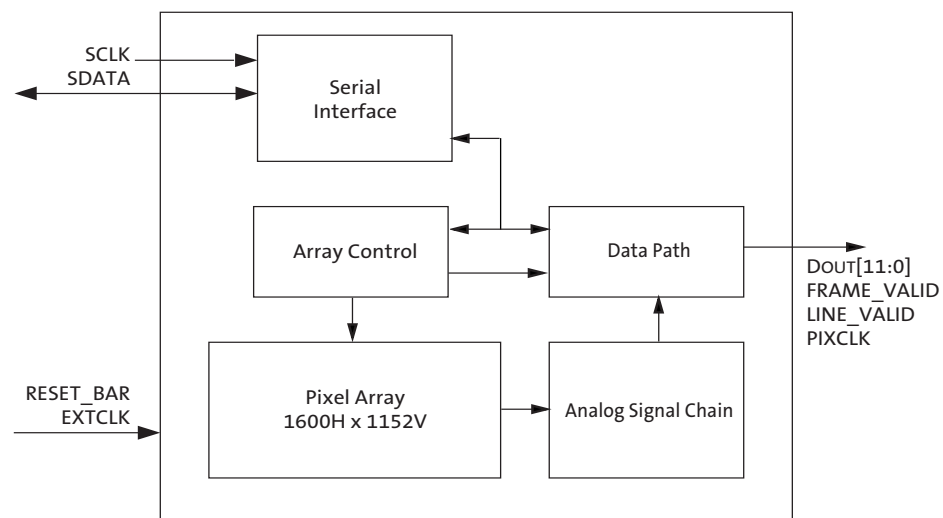 SCLK
SDATA
Serial
Interface
Array Control
Data Path
DOUT[11:0]
FRAME_VALID
LINE_VALID
PIXCLK
RESET_BAR
EXTCLK
Pixel Array
1600H x 1152V
Analog Signal Chain